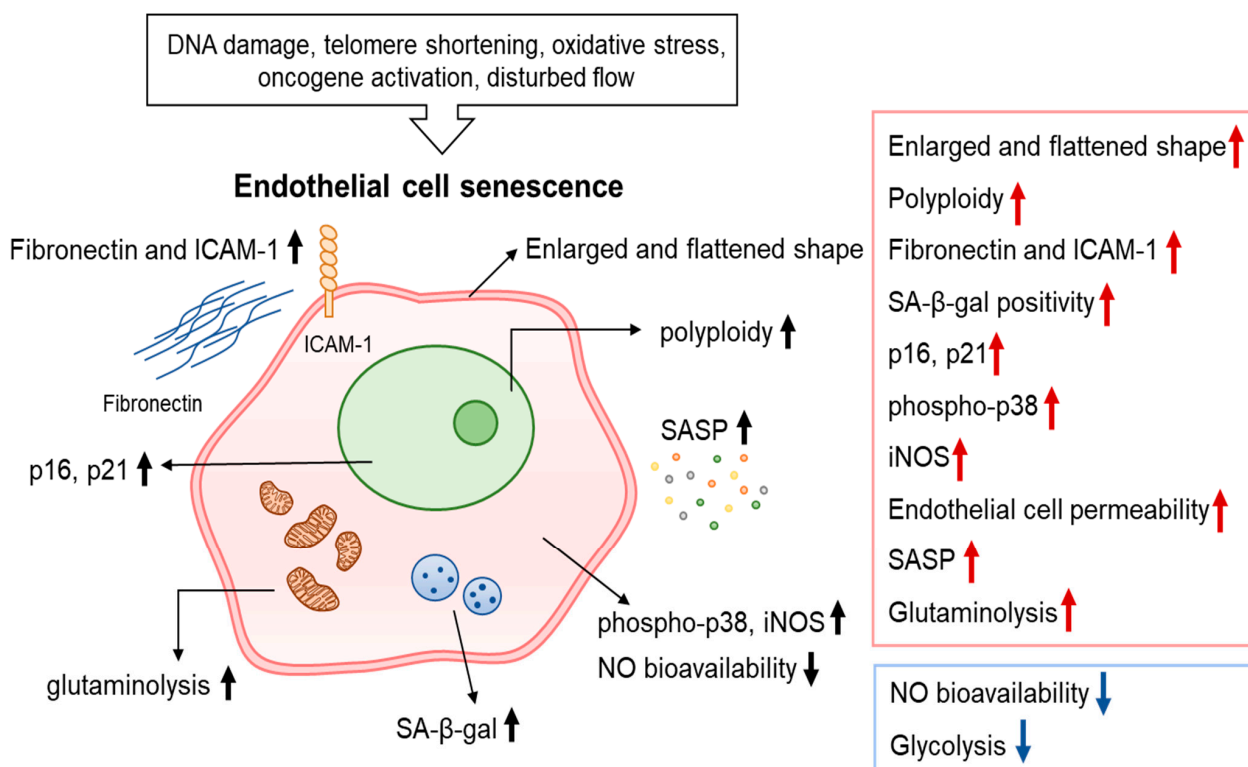 DNA damage, telomere shortening, oxidative stress,
oncogene activation, disturbed flow
Endothelial cell senescence
Fibronectin and ICAM-1
Enlarged and flattened shape
ICAM-1
polyploidy
Fibronectin
SASP
p16, p21
phospho-p38, iNOS
NO bioavailability
glutaminolysis
SA-β-gal
Enlarged and flattened shape
Polyploidy
Fibronectin and ICAM-1
SA-β-gal positivity
p16, p21
phospho-p38
iNOS
Endothelial cell permeability
SASP
Glutaminolysis
NO bioavailability
Glycolysis